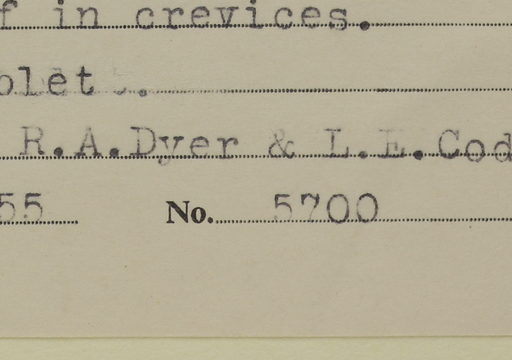 f in crevices.
olet .
R.A.Dyer & L.E.Cod
55 No. 5700